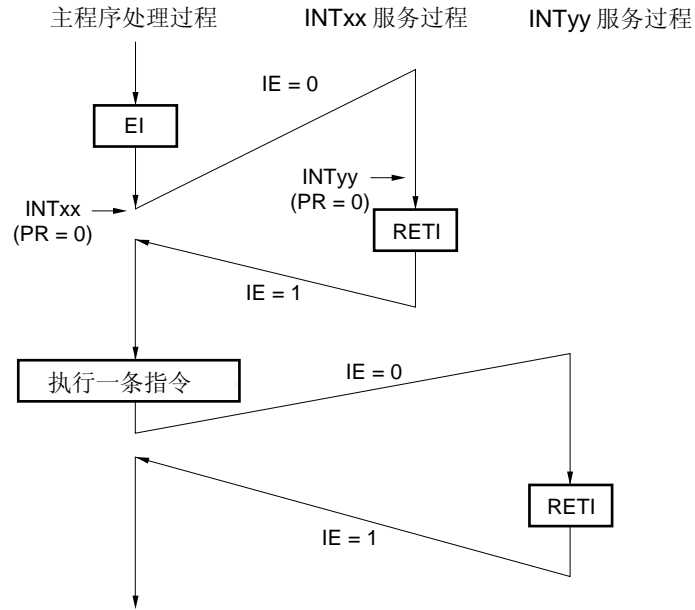 主程序处理过程
INTxx 服务过程
INTyy 服务过程
IE = 0
EI
INTyy
(PR = 0)
INTxx
(PR = 0)
RETI
IE = 1
执行一条指令
IE = 0
RETI
IE = 1